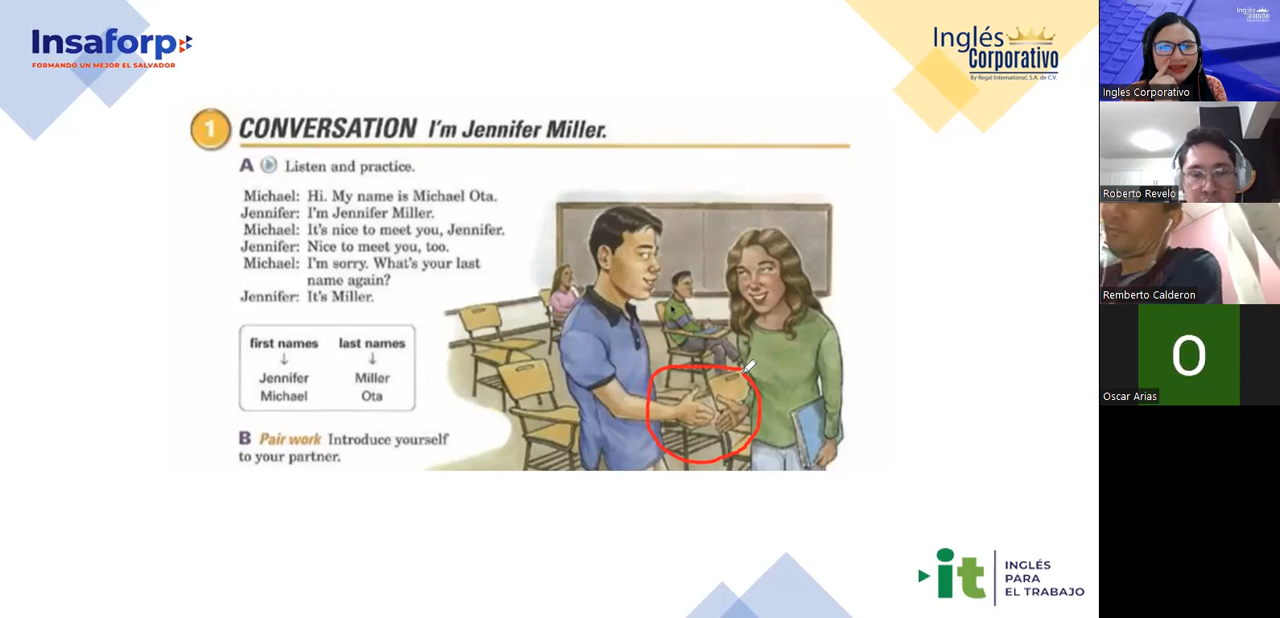 Insaforp
FORMANDO UN MEJOR EL SALVADOR
Inglés
Corporativo
By Regal International, S.A. de C.V.
1 CONVERSATION I'm Jennifer Miller.
A Listen and practice.
Michael: Hi. My name is Michael Ota.
Jennifer: I'm Jennifer Miller.
Michael: It's nice to meet you, Jennifer.
Jennifer: Nice to meet you, too.
Michael: I'm sorry. What's your last
name again?
Jennifer: It's Miller.
first names last names
Jennifer Miller
Michael Ota
B Pair work Introduce yourself
to your partner.
it
INGLÉS
PARA
EL TRABAJO
Inglés
Ingles Corporativo
Roberto Revelo
Remberto Calderon
O
Oscar Arias